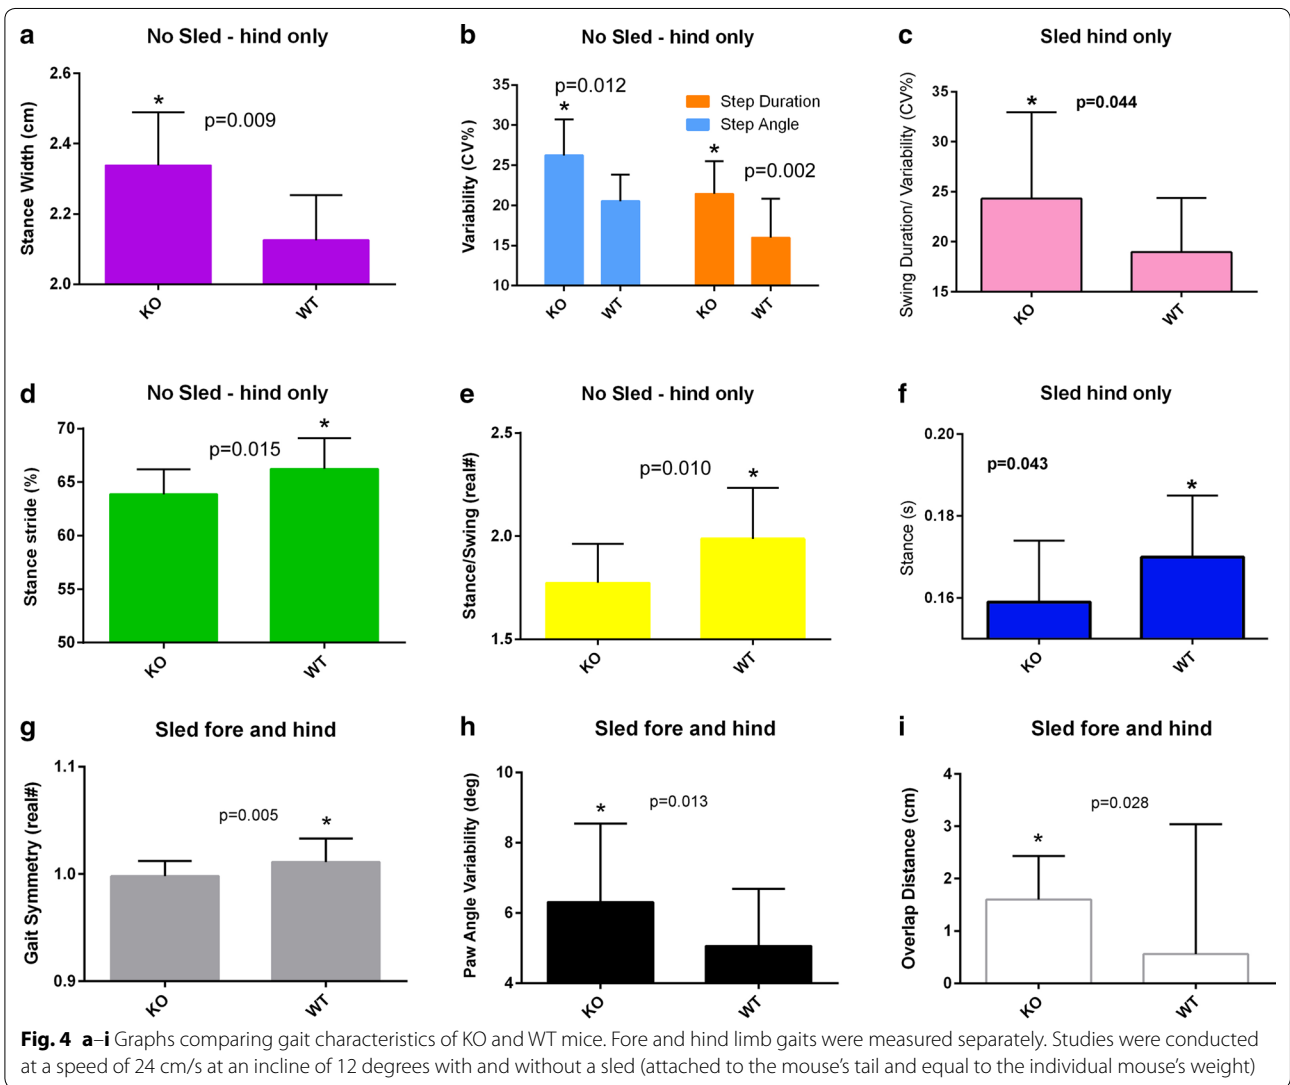 a
No Sled - hind only
Stance Width (cm)
2.6
2.4
2.2
2.0
*
p=0.009
KO
WT
b
No Sled - hind only
Variability (CV%)
35
30
25
20
15
10
p=0.012
*
Step Duration
Step Angle
*
p=0.002
KO
WT
KO
WT
c
Sled hind only
Swing Duration/ Variability (CV%)
35
25
20
15
*
p=0.044
KO
WT
d
No Sled - hind only
Stance stride (%)
70
65
60
55
50
p=0.015
*
KO
WT
e
No Sled - hind only
Stance/Swing (real#)
2.5
2.0
1.5
p=0.010
*
KO
WT
f
Sled hind only
Stance (s)
0.20
0.18
0.16
p=0.043
*
KO
WT
g
Sled fore and hind
Gait Symmetry (real#)
1.1
1.0
0.9
p=0.005
*
KO
WT
h
Sled fore and hind
Paw Angle Variability (deg)
10
8
6
4
*
p=0.013
KO
WT
i
Sled fore and hind
Overlap Distance (cm)
4
3
2
1
0
*
p=0.028
KO
WT
Fig. 4 a–i Graphs comparing gait characteristics of KO and WT mice. Fore and hind limb gaits were measured separately. Studies were conducted
at a speed of 24 cm/s at an incline of 12 degrees with and without a sled (attached to the mouse's tail and equal to the individual mouse's weight)